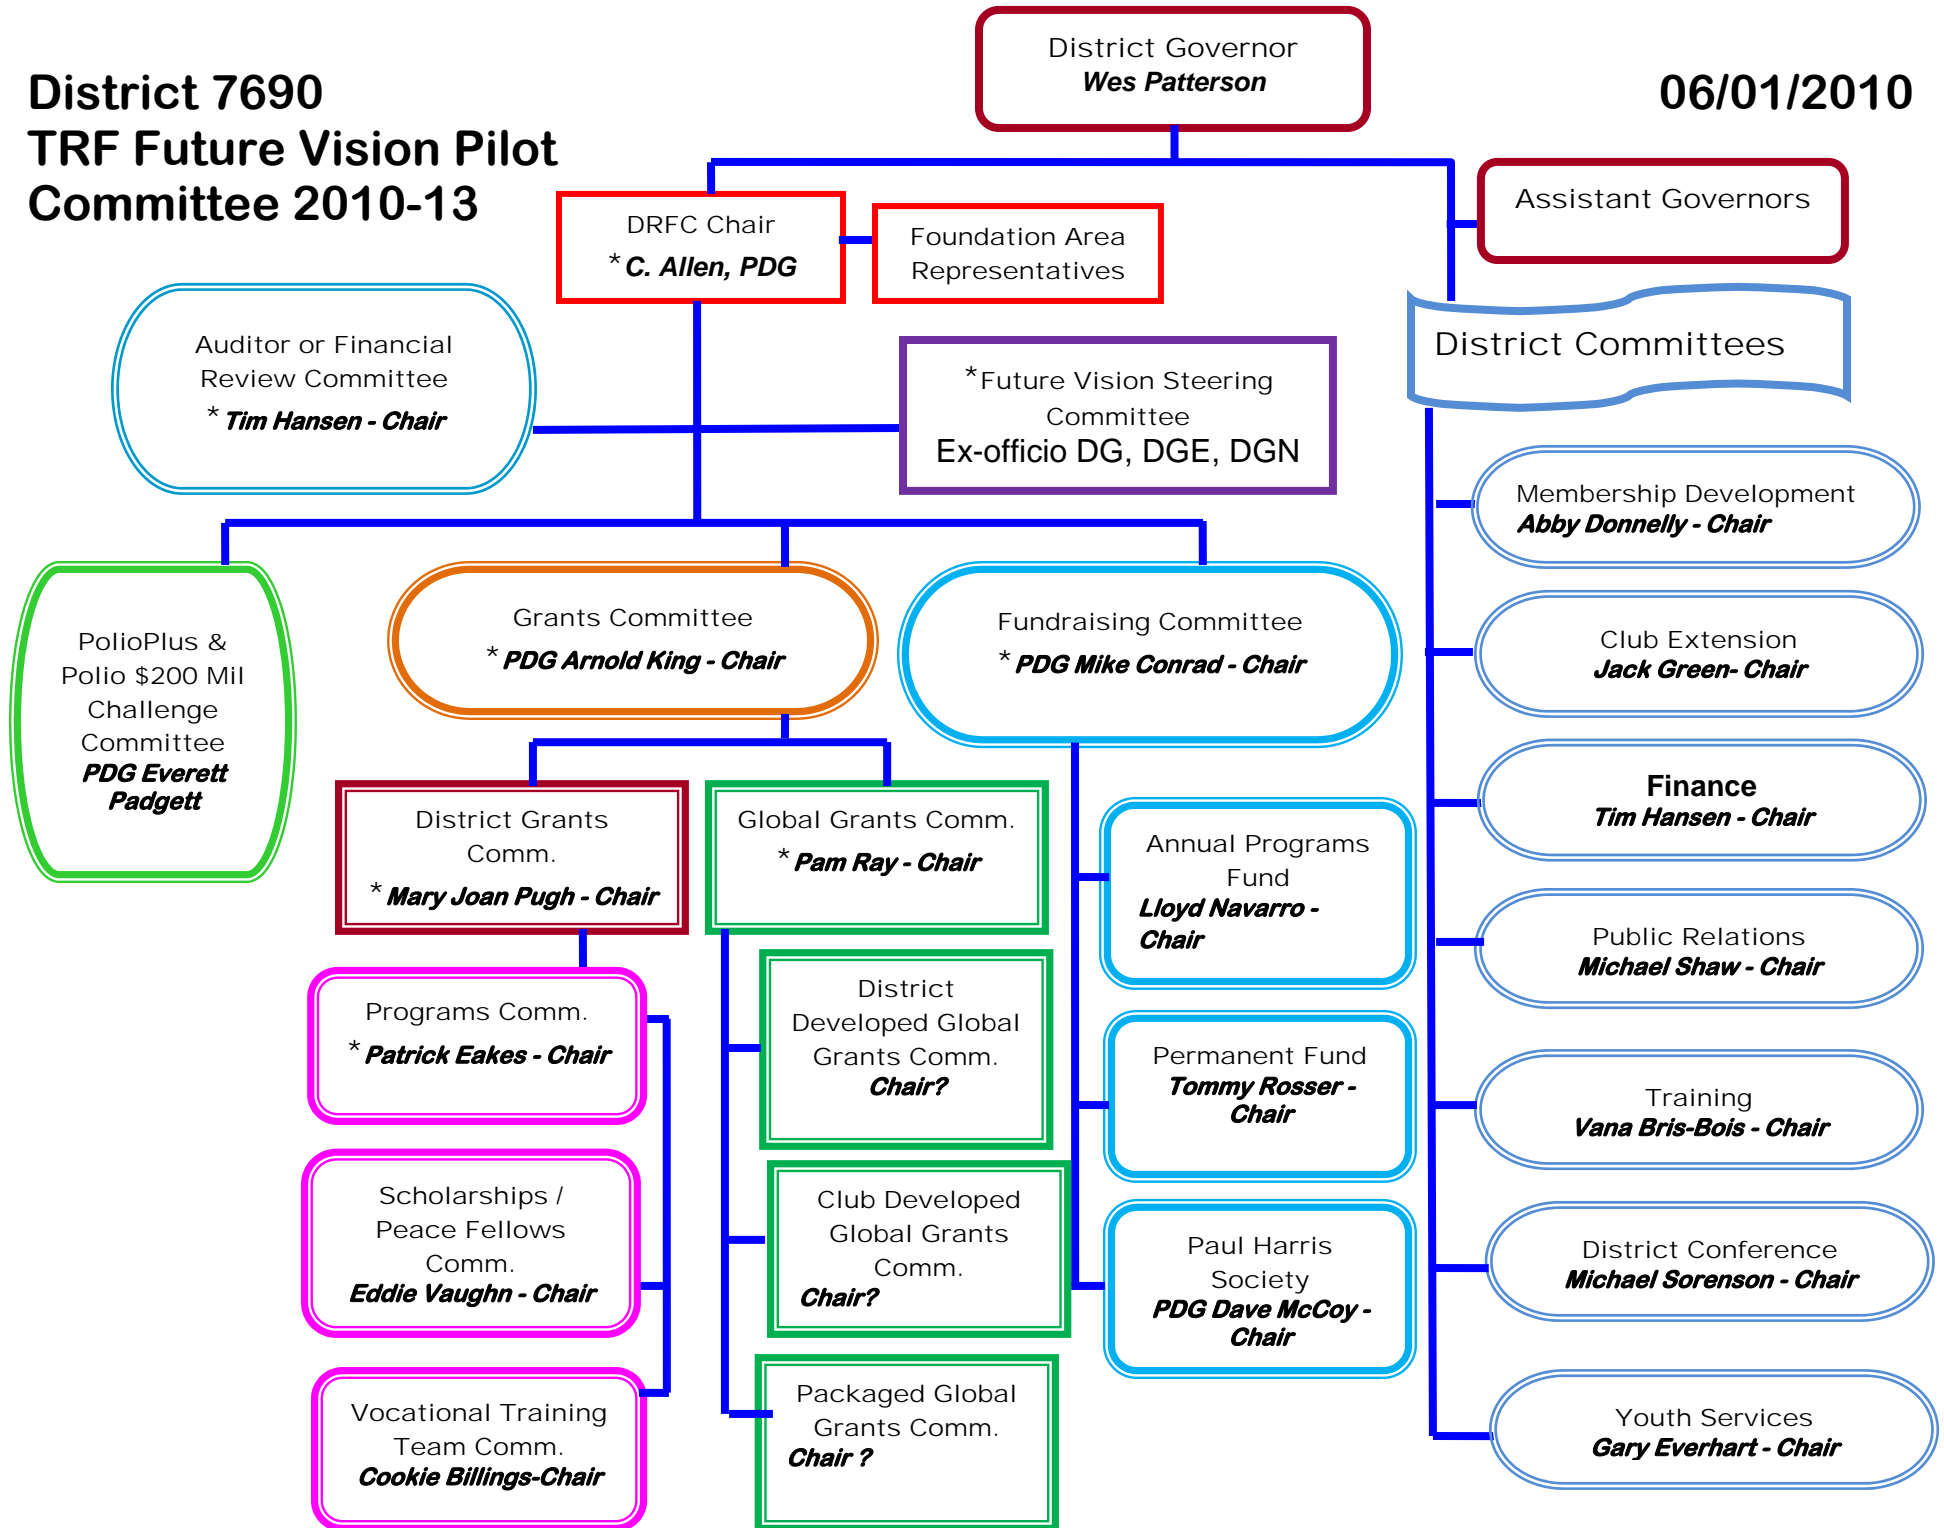 District 7690
TRF Future Vision Pilot
Committee 2010-13
06/01/2010
District Governor
Wes Patterson
Assistant Governors
DRFC Chair
*C. Allen, PDG
Foundation Area
Representatives
Auditor or Financial
Review Committee
* Tim Hansen - Chair
*Future Vision Steering
Committee
Ex-officio DG, DGE, DGN
District Committees
PolioPlus &
Polio $200 Mil
Challenge
Committee
PDG Everett
Padgett
Grants Committee
* PDG Arnold King - Chair
Fundraising Committee
* PDG Mike Conrad - Chair
District Grants
Comm.
* Mary Joan Pugh - Chair
Global Grants Comm.
* Pam Ray - Chair
Programs Comm.
* Patrick Eakes - Chair
Scholarships /
Peace Fellows
Comm.
Eddie Vaughn - Chair
Vocational Training
Team Comm.
Cookie Billings-Chair
District
Developed Global
Grants Comm.
Chair?
Club Developed
Global Grants
Comm.
Chair?
Packaged Global
Grants Comm.
Chair ?
Annual Programs
Fund
Lloyd Navarro -
Chair
Permanent Fund
Tommy Rosser -
Chair
Paul Harris
Society
PDG Dave McCoy -
Chair
Membership Development
Abby Donnelly - Chair
Club Extension
Jack Green- Chair
Finance
Tim Hansen - Chair
Public Relations
Michael Shaw - Chair
Training
Vana Bris-Bois - Chair
District Conference
Michael Sorenson - Chair
Youth Services
Gary Everhart - Chair